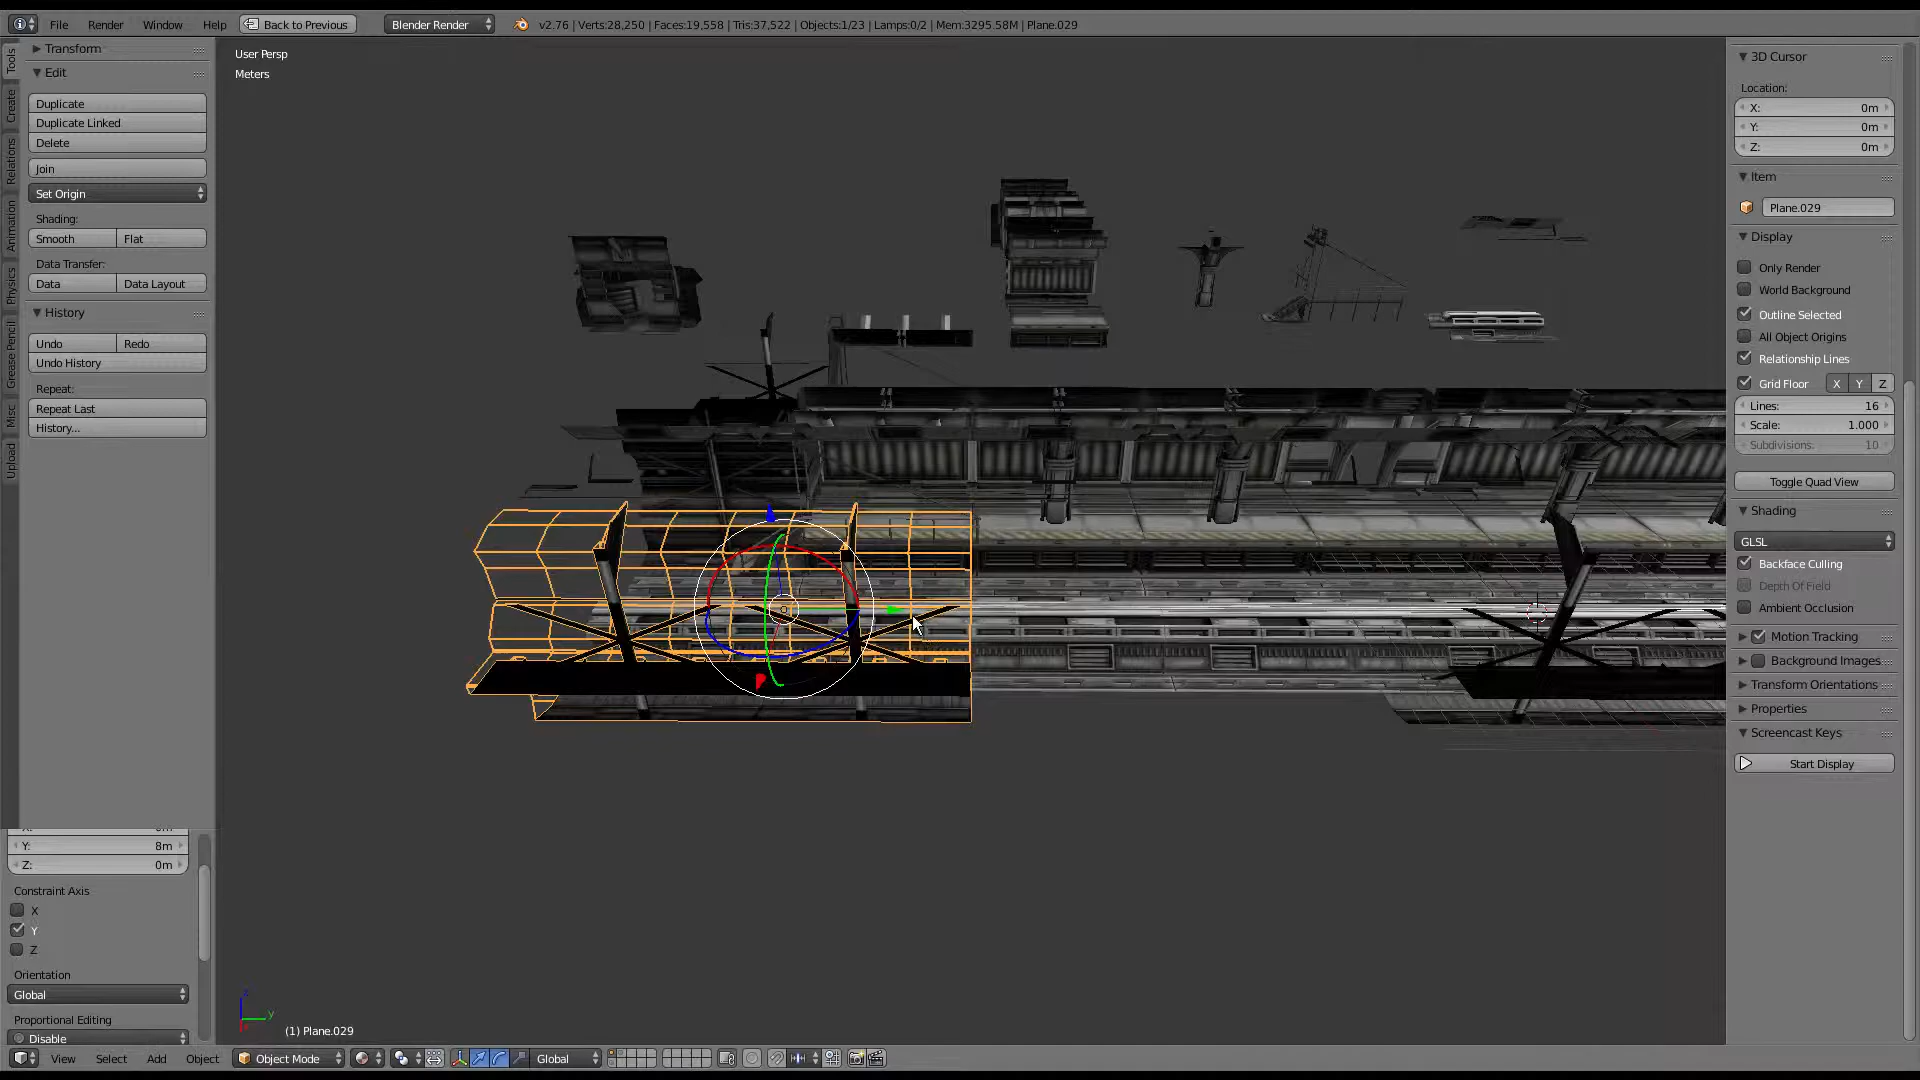 File Render Window Help Back to Previous Blender Render v2.76 | Verts:28,250 | Faces:19,558 | Tris:37,522 | Objects:1/23 | Lamps:0/2 | Mem:3295.58M | Plane.029
Tools
Create
Relations
Animation
Physics
Grease Pencil
Misc
Upload
Transform
Edit
Duplicate
Duplicate Linked
Delete
Join
Set Origin
Shading:
Smooth Flat
Data Transfer:
Data Data Layout
History
Undo Redo
Undo History
Repeat:
Repeat Last
History...
Y: 8m
Z: 0m
Constraint Axis
X
Y
Z
Orientation
Global
Proportional Editing
Disable
User Persp
Meters
z
y
(1) Plane.029
3D Cursor
Location:
X: 0m
Y: 0m
Z: 0m
Item
Plane.029
Display
Only Render
World Background
Outline Selected
All Object Origins
Relationship Lines
Grid Floor X Y Z
Lines: 16
Scale: 1.000
Subdivisions: 10
Toggle Quad View
Shading
GLSL
Backface Culling
Depth Of Field
Ambient Occlusion
Motion Tracking
Background Images
Transform Orientations
Properties
Screencast Keys
Start Display
View Select Add Object Object Mode Global